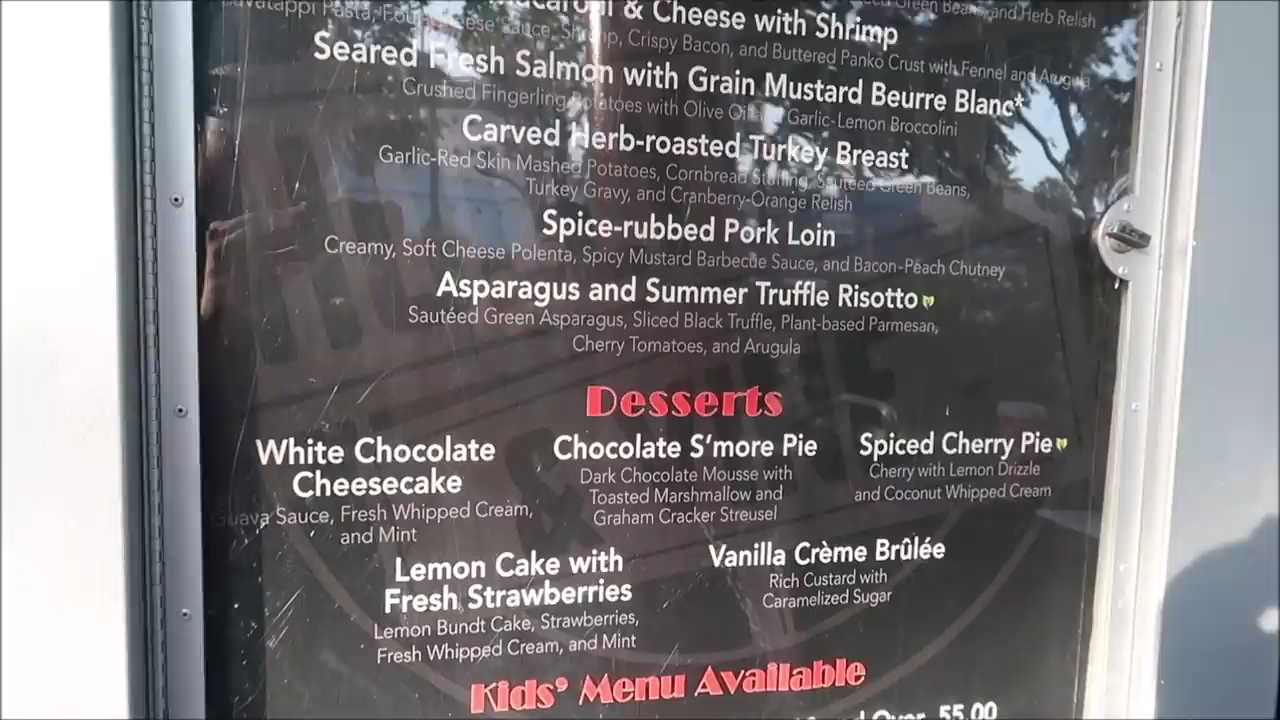 Green Beans, and Herb Relish
& Cheese with Shrimp
Cheese Sauce, Shrimp, Crispy Bacon, and Buttered Panko Crust with Fennel and Arugula
Seared Fresh Salmon with Grain Mustard Beurre Blanc*
Crushed Fingerling Potatoes with Olive Oil Garlic-Lemon Broccolini
Carved Herb-roasted Turkey Breast
Garlic-Red Skin Mashed Potatoes, Cornbread Stuffing, Sautéed Green Beans,
Turkey Gravy, and Cranberry-Orange Relish
Spice-rubbed Pork Loin
Creamy, Soft Cheese Polenta, Spicy Mustard Barbecue Sauce, and Bacon-Peach Chutney
Asparagus and Summer Truffle Risotto
Sautéed Green Asparagus, Sliced Black Truffle, Plant-based Parmesan,
Cherry Tomatoes, and Arugula
Desserts
White Chocolate
Cheesecake
Guava Sauce, Fresh Whipped Cream,
and Mint
Chocolate S'more Pie
Dark Chocolate Mousse with
Toasted Marshmallow and
Graham Cracker Streusel
Spiced Cherry Pie
Cherry with Lemon Drizzle
and Coconut Whipped Cream
Lemon Cake with
Fresh Strawberries
Lemon Bundt Cake, Strawberries,
Fresh Whipped Cream, and Mint
Vanilla Crème Brûlée
Rich Custard with
Caramelized Sugar
Kids' Menu Available
Over 55.00